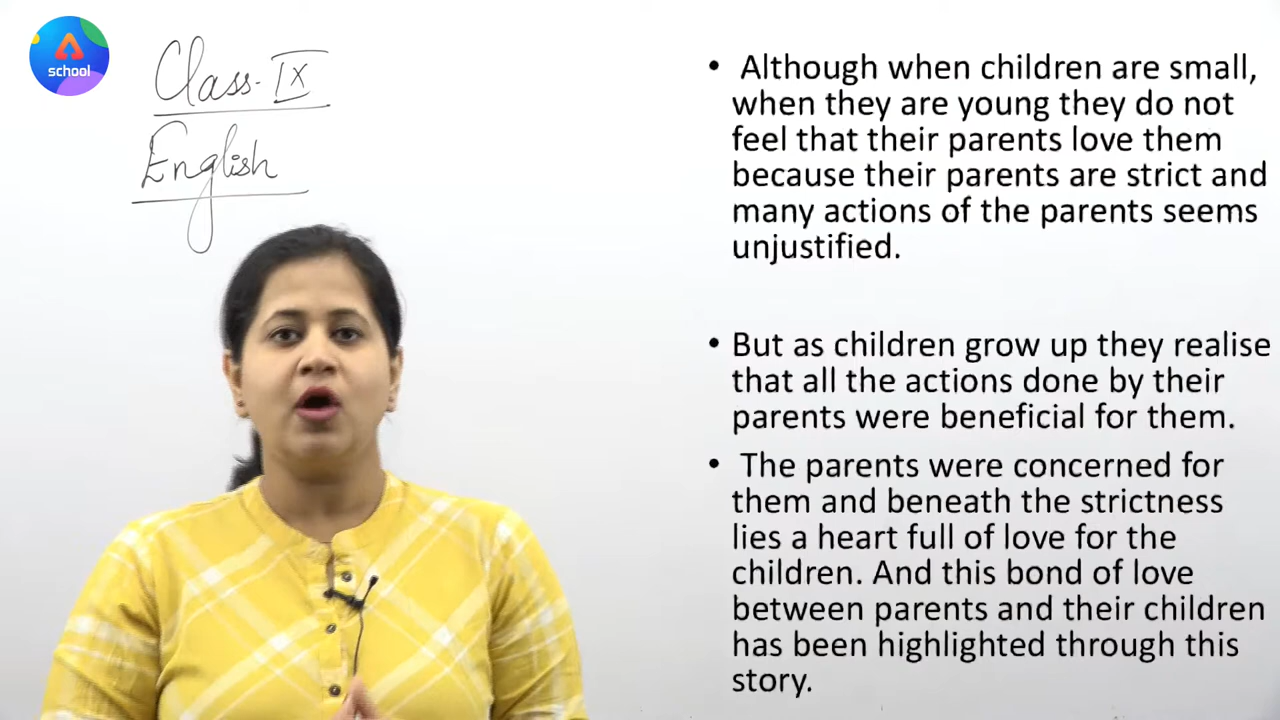 school
Class-IX
English
• Although when children are small,
when they are young they do not
feel that their parents love them
because their parents are strict and
many actions of the parents seems
unjustified.
• But as children grow up they realise
that all the actions done by their
parents were beneficial for them.
• The parents were concerned for
them and beneath the strictness
lies a heart full of love for the
children. And this bond of love
between parents and their children
has been highlighted through this
story.